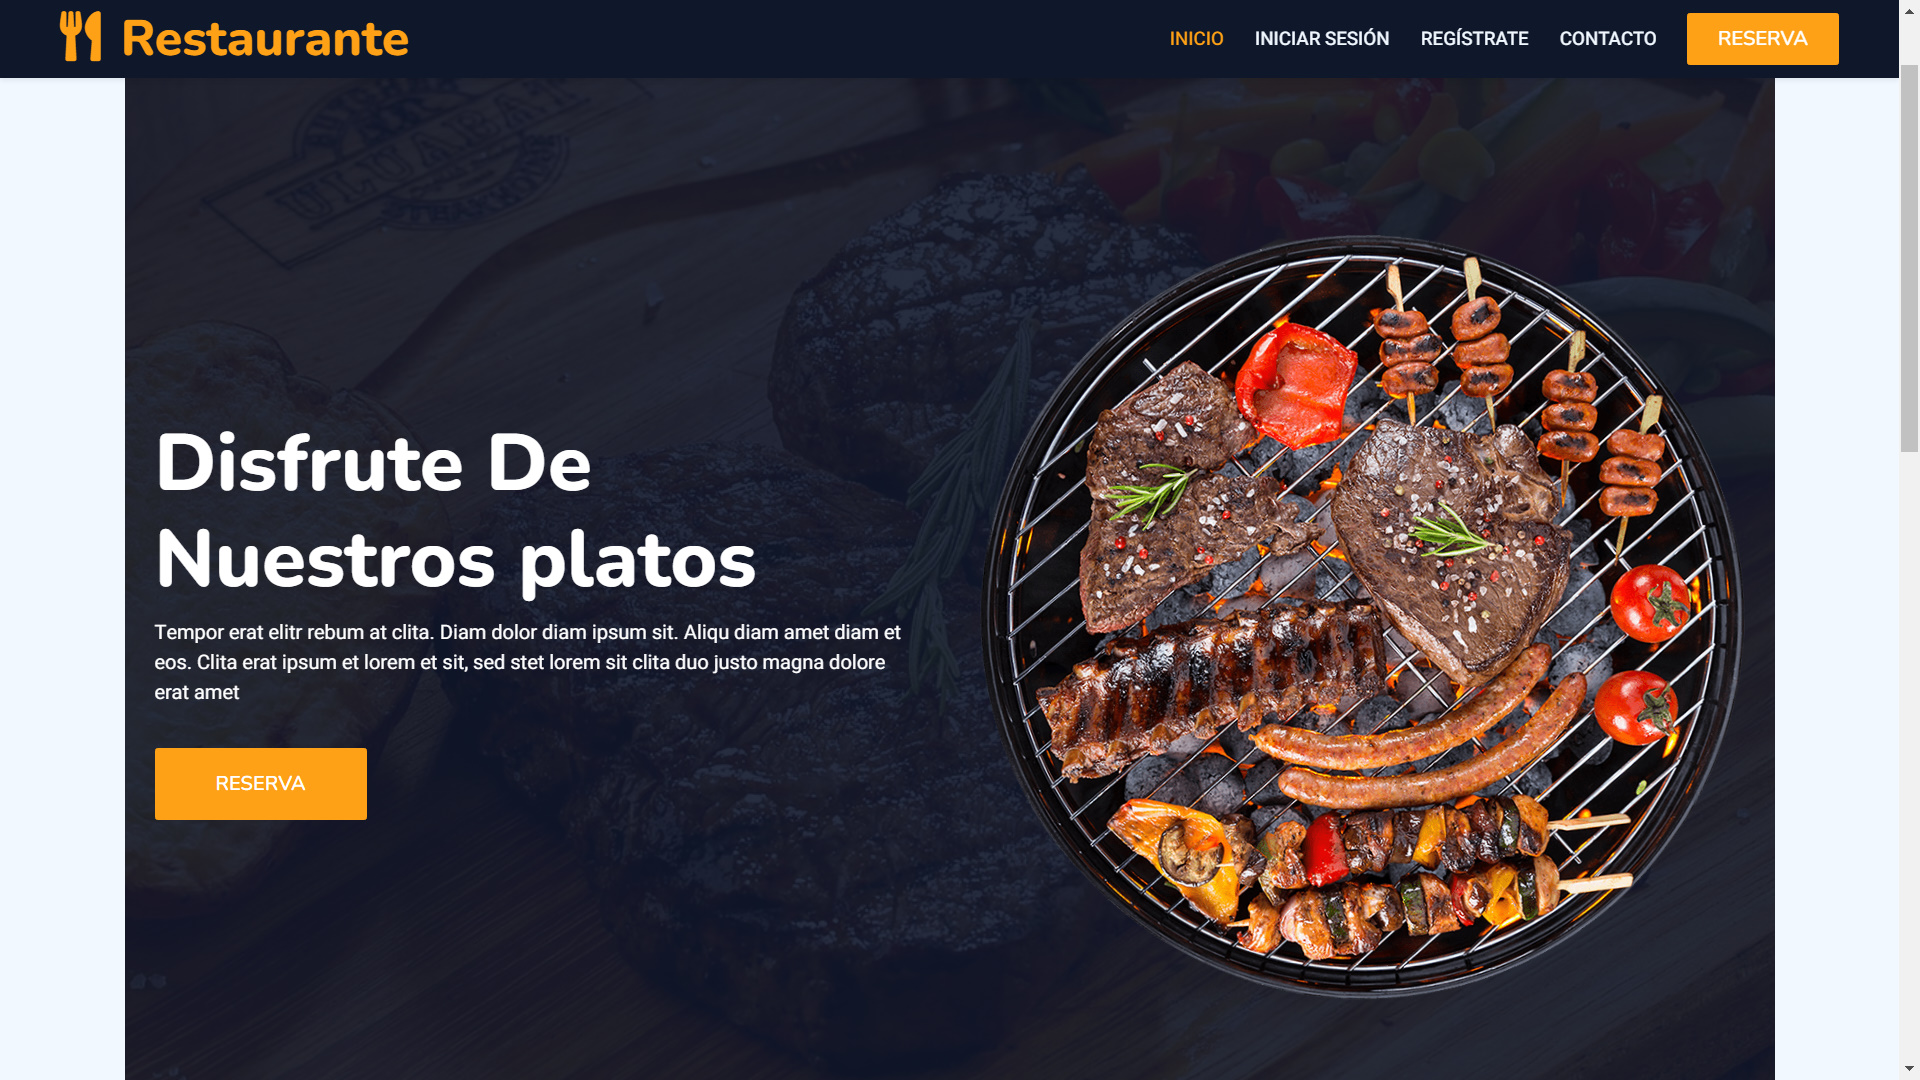 Restaurante
INICIO
INICIAR SESIÓN
REGÍSTRATE
CONTACTO
RESERVA
Disfrute De
Nuestros platos
Tempor erat elitr rebum at clita. Diam dolor diam ipsum sit. Aliqu diam amet diam et
eos. Clita erat ipsum et lorem et sit, sed stet lorem sit clita duo justo magna dolore
erat amet
RESERVA